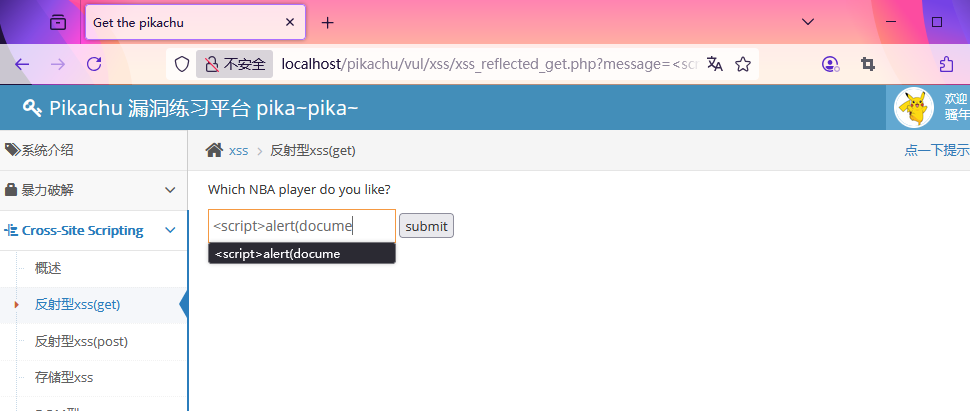 Get the pikachu
不安全
localhost/pikachu/vul/xss/xss_reflected_get.php?message=<scr
Pikachu 漏洞练习平台 pika~pika~
欢迎
骚年
系统介绍
xss > 反射型xss(get)
点一下提示
暴力破解
Which NBA player do you like?
<script>alert(docume
submit
Cross-Site Scripting
<script>alert(docume
概述
反射型xss(get)
反射型xss(post)
存储型xss